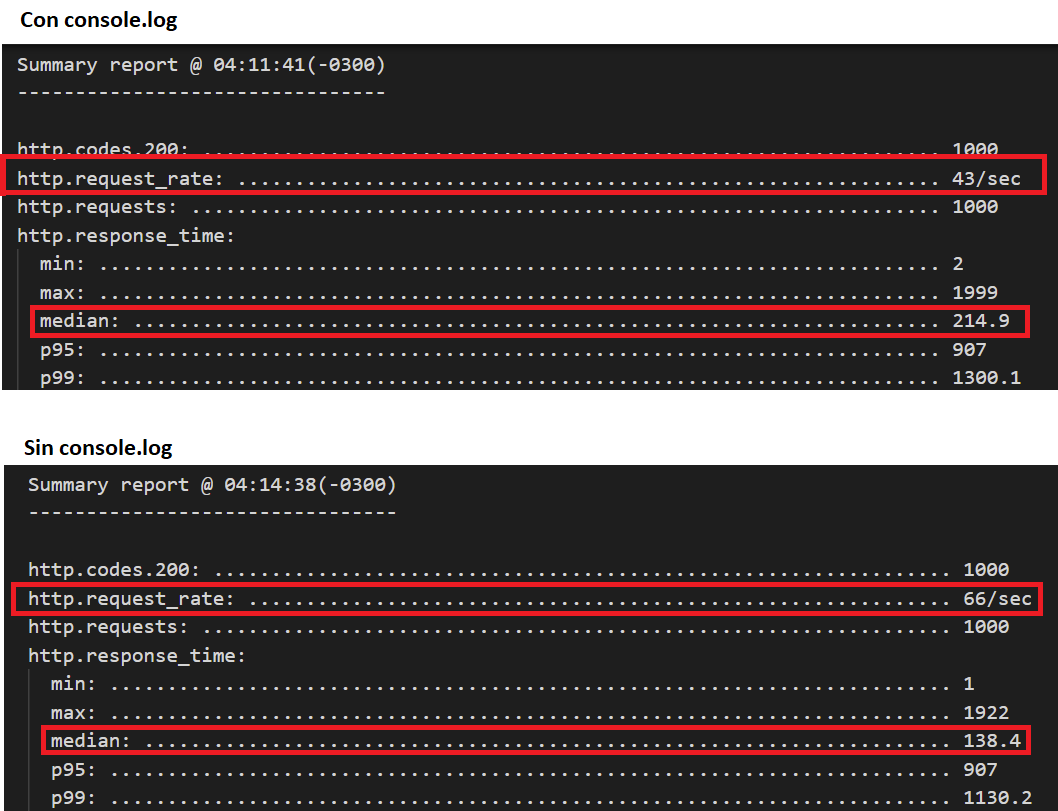 Con console.log
Summary report @ 04:11:41(-0300)
--------------------------------
http.codes.200: ................................................................ 1000
http.request_rate: ............................................................. 43/sec
http.requests: ................................................................. 1000
http.response_time:
min: ......................................................................... 2
max: ......................................................................... 1999
median: ...................................................................... 214.9
p95: ......................................................................... 907
p99: ......................................................................... 1300.1
Sin console.log
Summary report @ 04:14:38(-0300)
--------------------------------
http.codes.200: ................................................................ 1000
http.request_rate: ............................................................. 66/sec
http.requests: ................................................................. 1000
http.response_time:
min: ......................................................................... 1
max: ......................................................................... 1922
median: ...................................................................... 138.4
p95: ......................................................................... 907
p99: ......................................................................... 1130.2